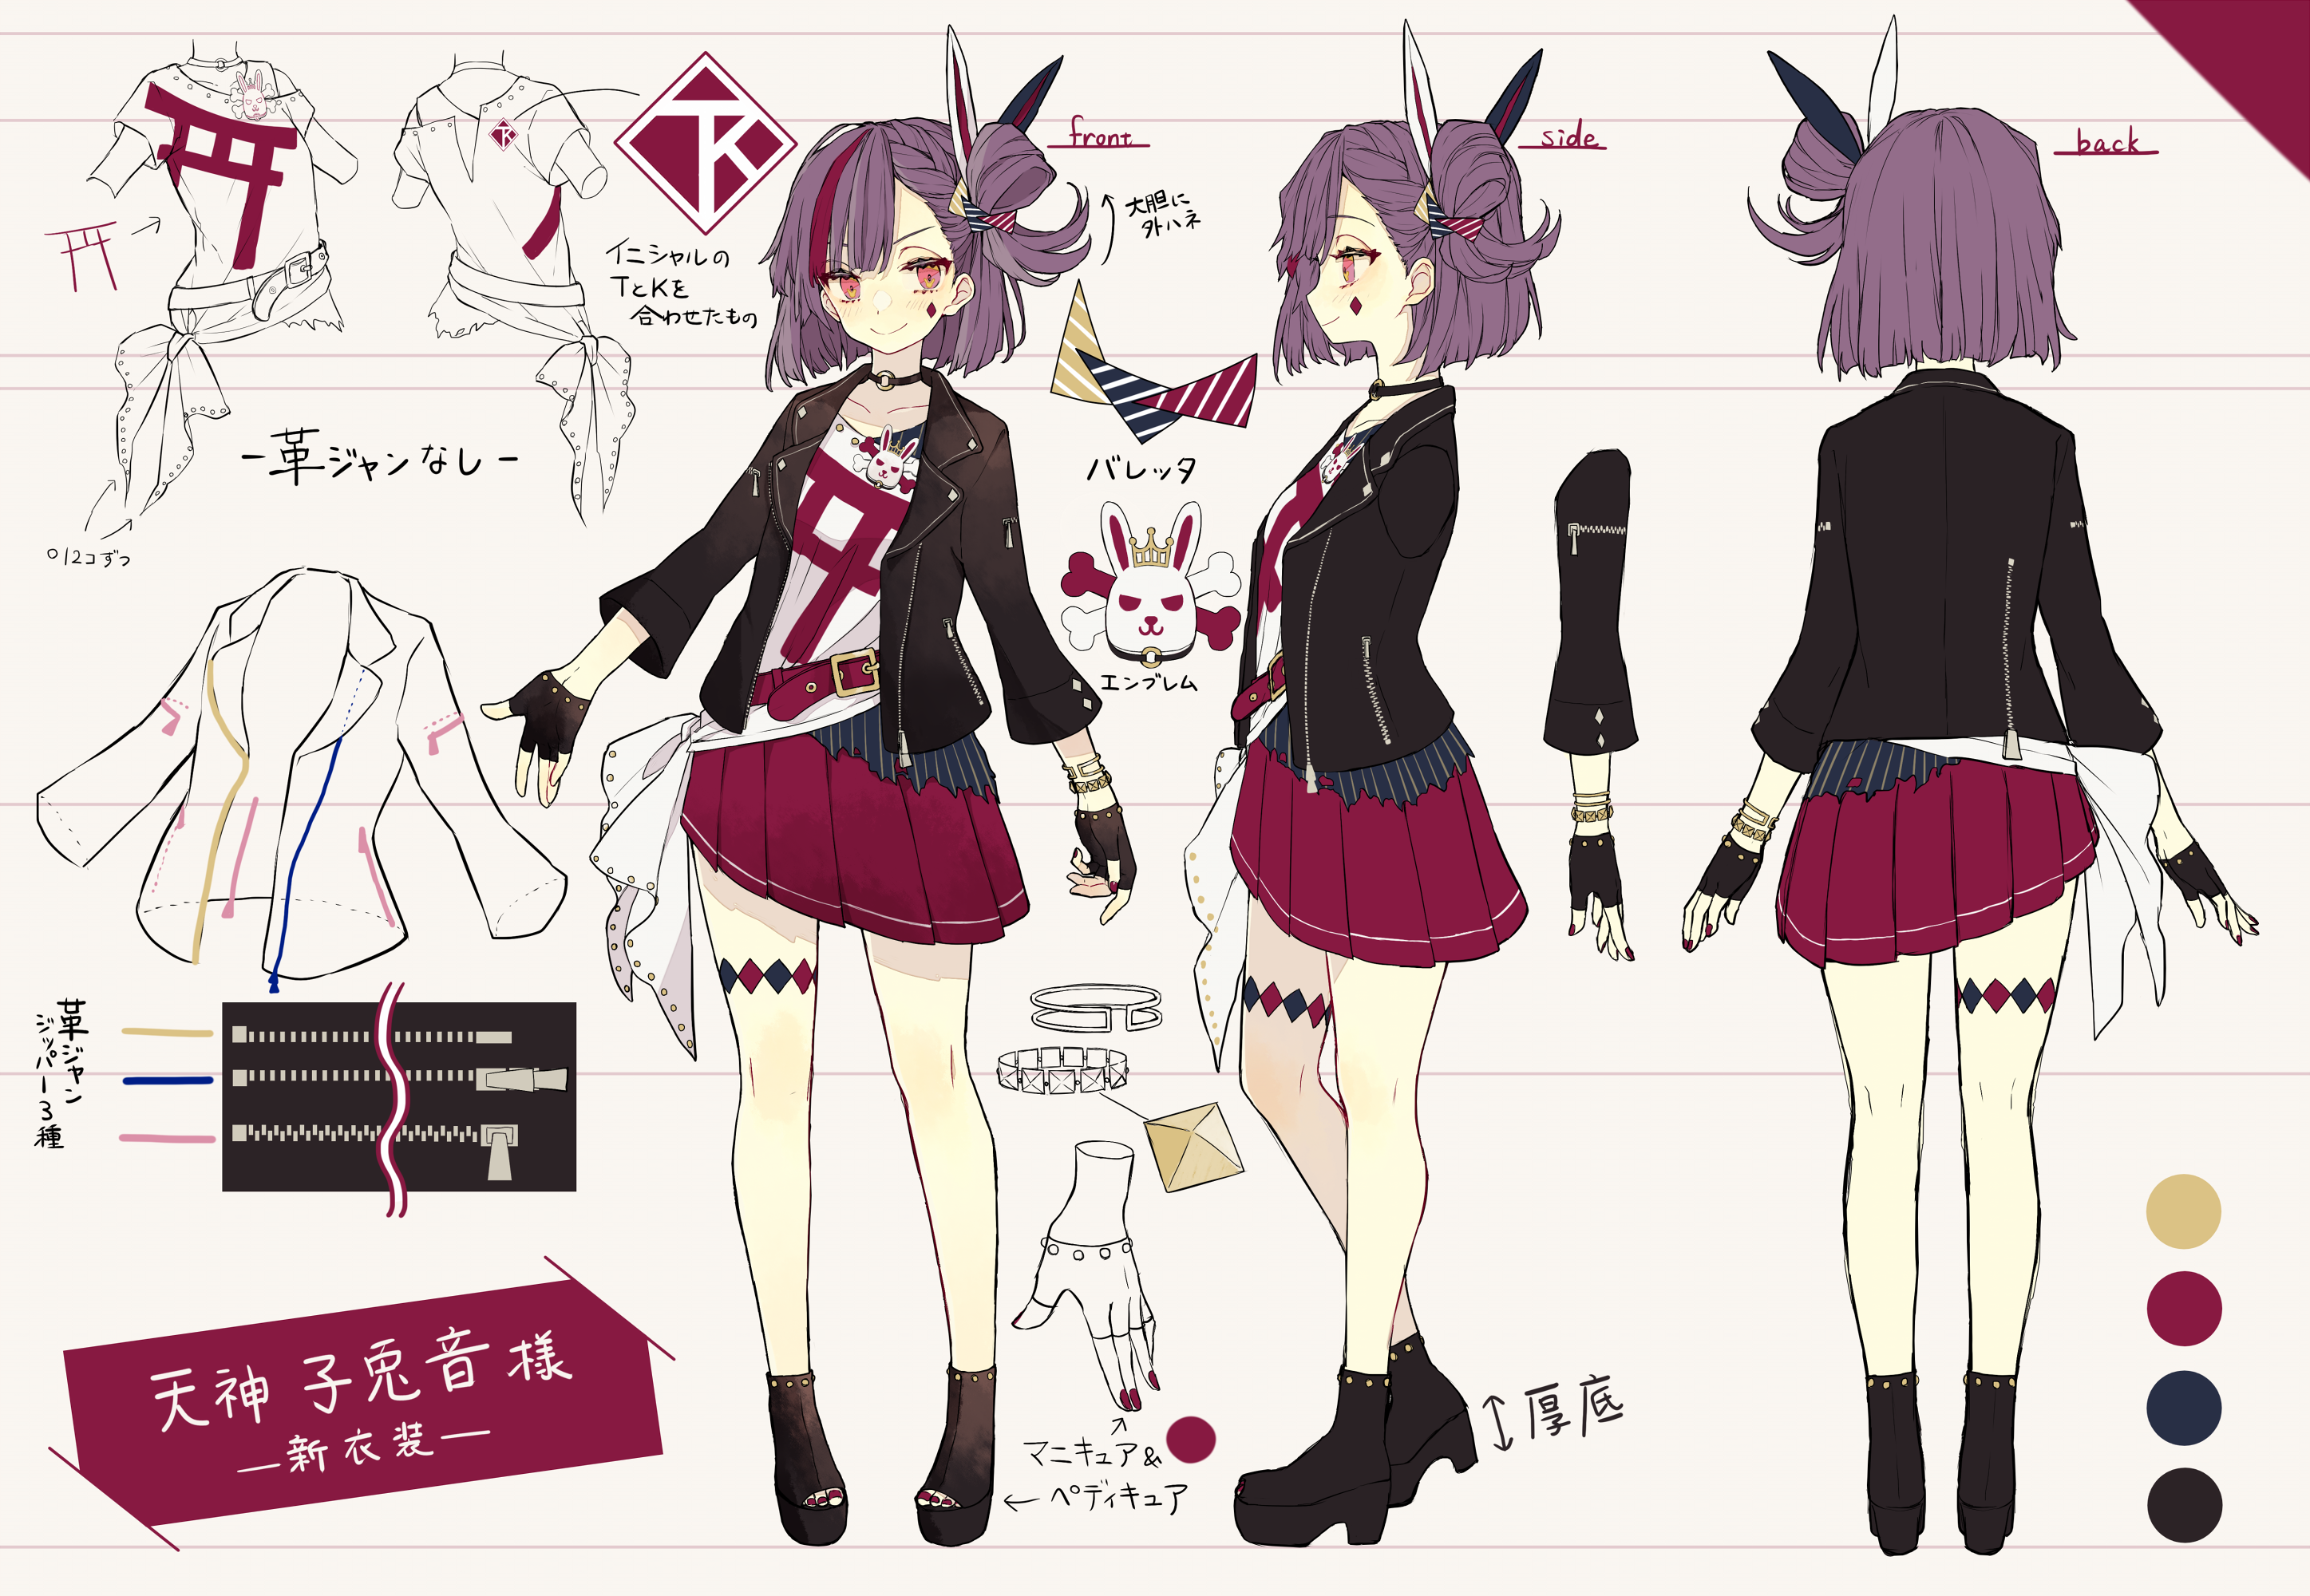 TK
イニシャルの
TとKを
合わせたもの
front
大胆に
外ハネ
side
back
バレッタ
エンブレム
-革ジャンなし-
○12コずつ
革ジャン
ジッパー3種
マニキュア&
ペディキュア
厚底
天神 子兎音 様
—新衣装—